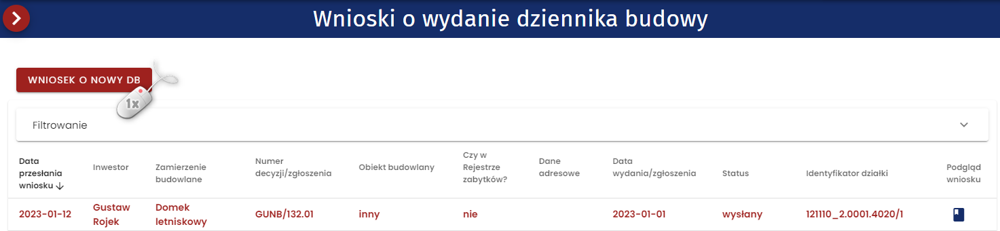 Wnioski o wydanie dziennika budowy
WNIOSEK O NOWY DB
1x
Filtrowanie
Data przesłania wniosku
Inwestor
Zamierzenie budowlane
Numer decyzji/zgłoszenia
Obiekt budowlany
Czy w Rejestrze zabytków?
Dane adresowe
Data wydania/zgłoszenia
Status
Identyfikator działki
Podgląd wniosku
2023-01-12
Gustaw Rojek
Domek letniskowy
GUNB/132.01
inny
nie
2023-01-01
wysłany
121110_2.0001.4020/1